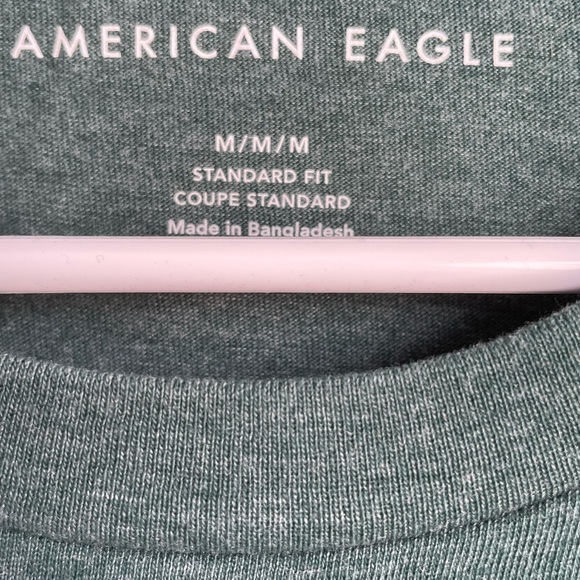 AMERICAN EAGLE
M/M/M
STANDARD FIT
COUPE STANDARD
Made in Bangladesh